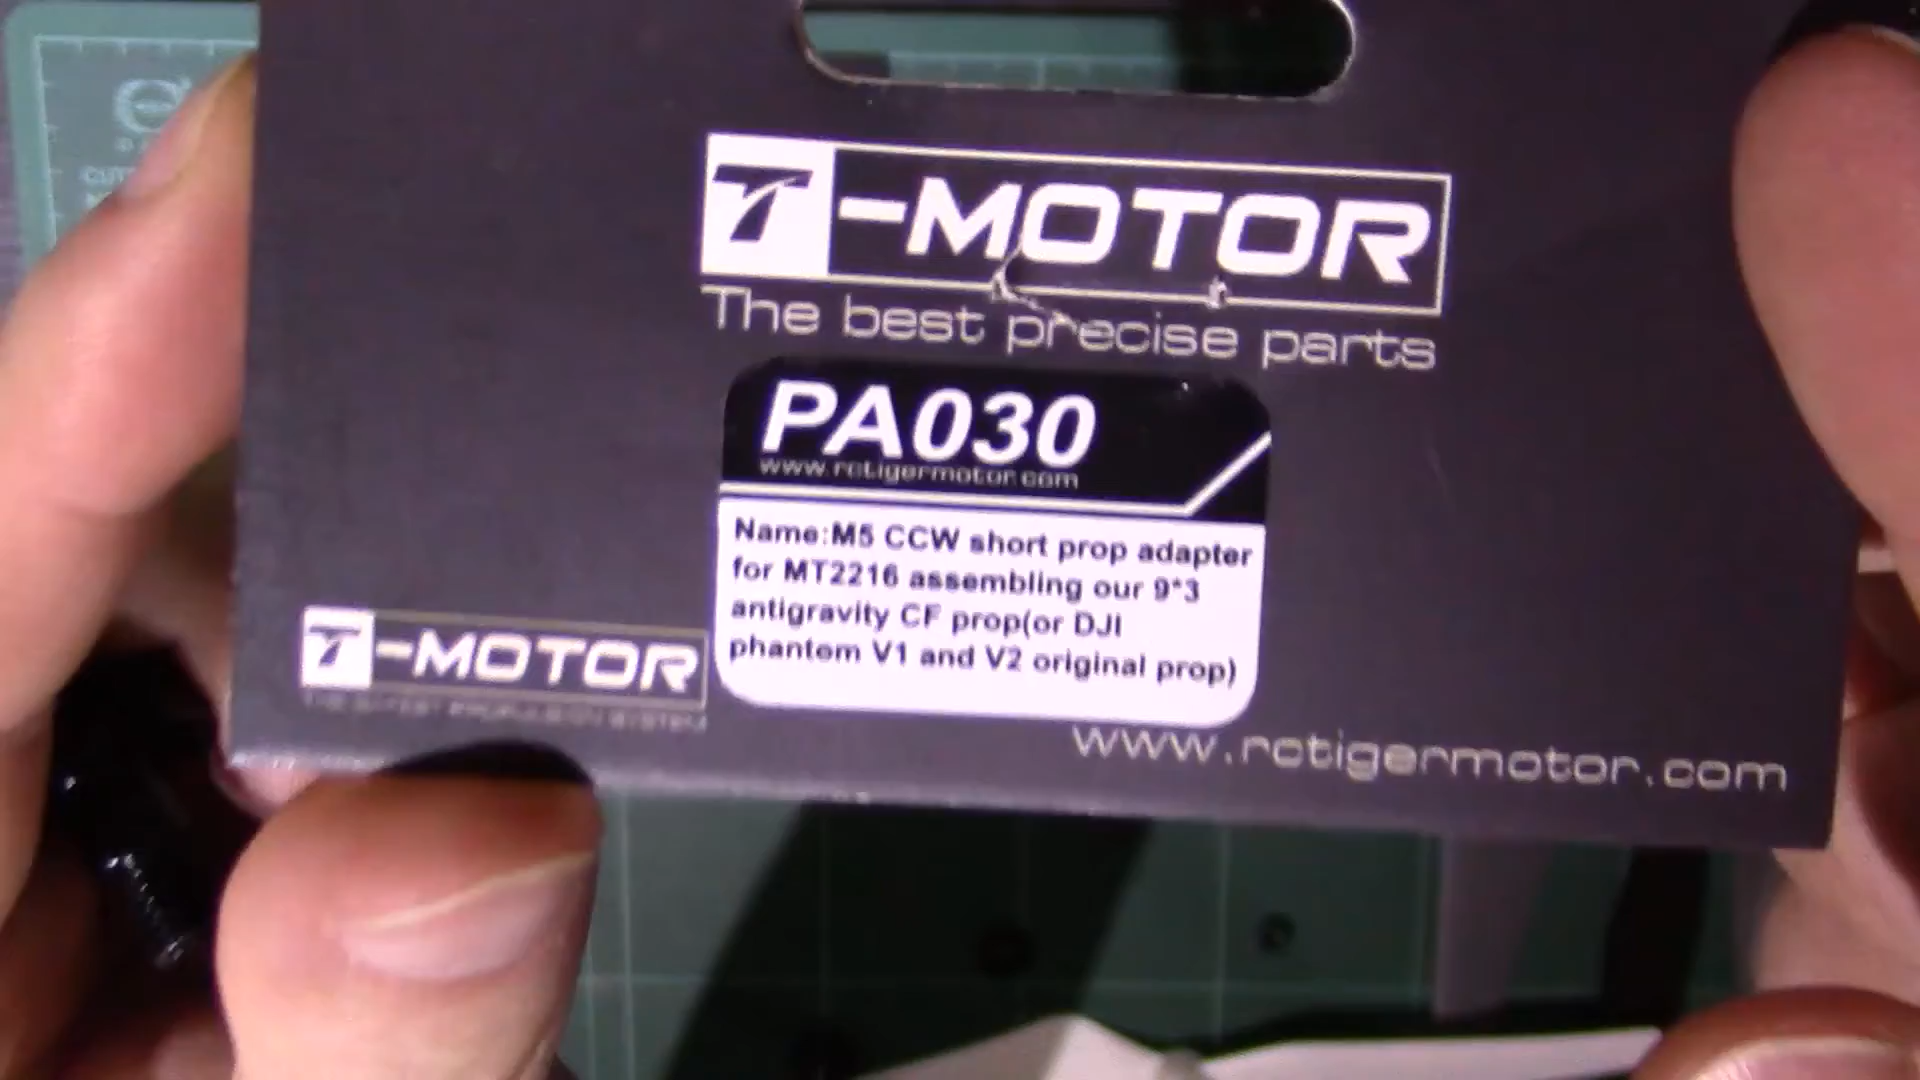 T-MOTOR
The best precise parts
PA030
www.rctigermotor.com
Name:M5 CCW short prop adapter
for MT2216 assembling our 9*3
antigravity CF prop(or DJI
phantom V1 and V2 original prop)
T-MOTOR
www.rctigermotor.com